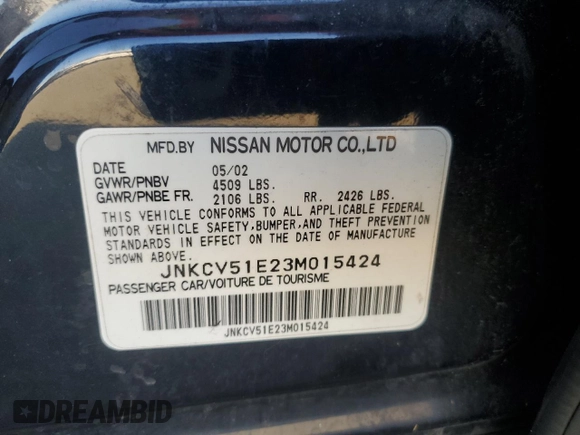 MFD.BY NISSAN MOTOR CO.,LTD
DATE 05/02
GVWR/PNBV 4509 LBS.
GAWR/PNBE FR. 2106 LBS. RR. 2426 LBS.
THIS VEHICLE CONFORMS TO ALL APPLICABLE FEDERAL
MOTOR VEHICLE SAFETY,BUMPER,AND THEFT PREVENTION
STANDARDS IN EFFECT ON THE DATE OF MANUFACTURE
SHOWN ABOVE.
JNKCV51E23M015424
PASSENGER CAR/VOITURE DE TOURISME
JNKCV51E23M015424
DREAMBID